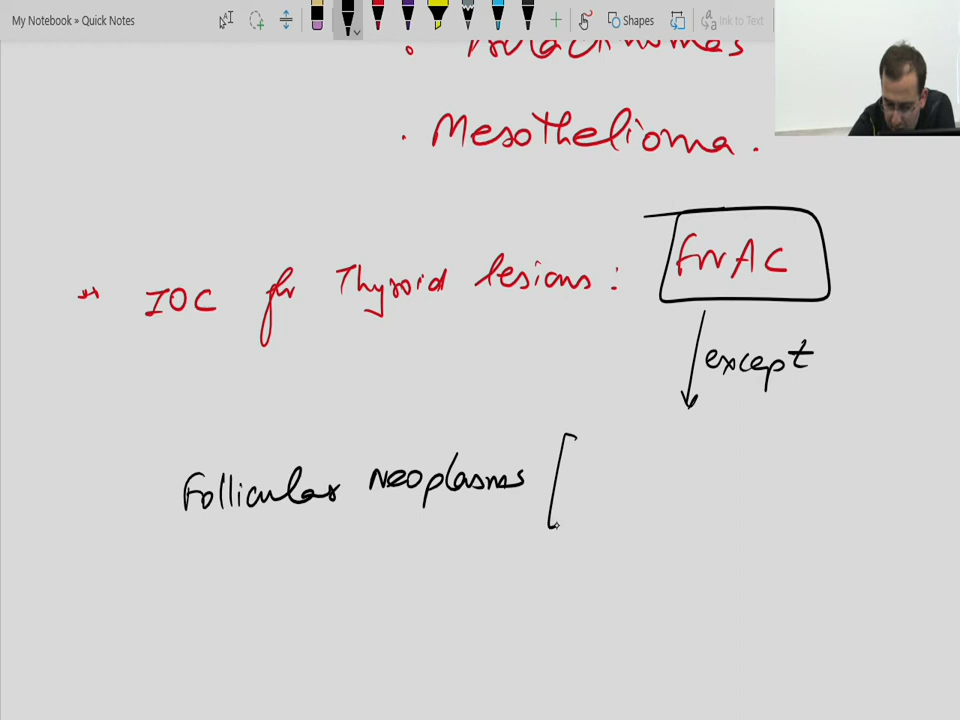 My Notebook » Quick Notes
Shapes
Ink to Text
. Mesothelioma.
IOC for Thyroid lesions : FNAC
except
Follicular Neoplasms [